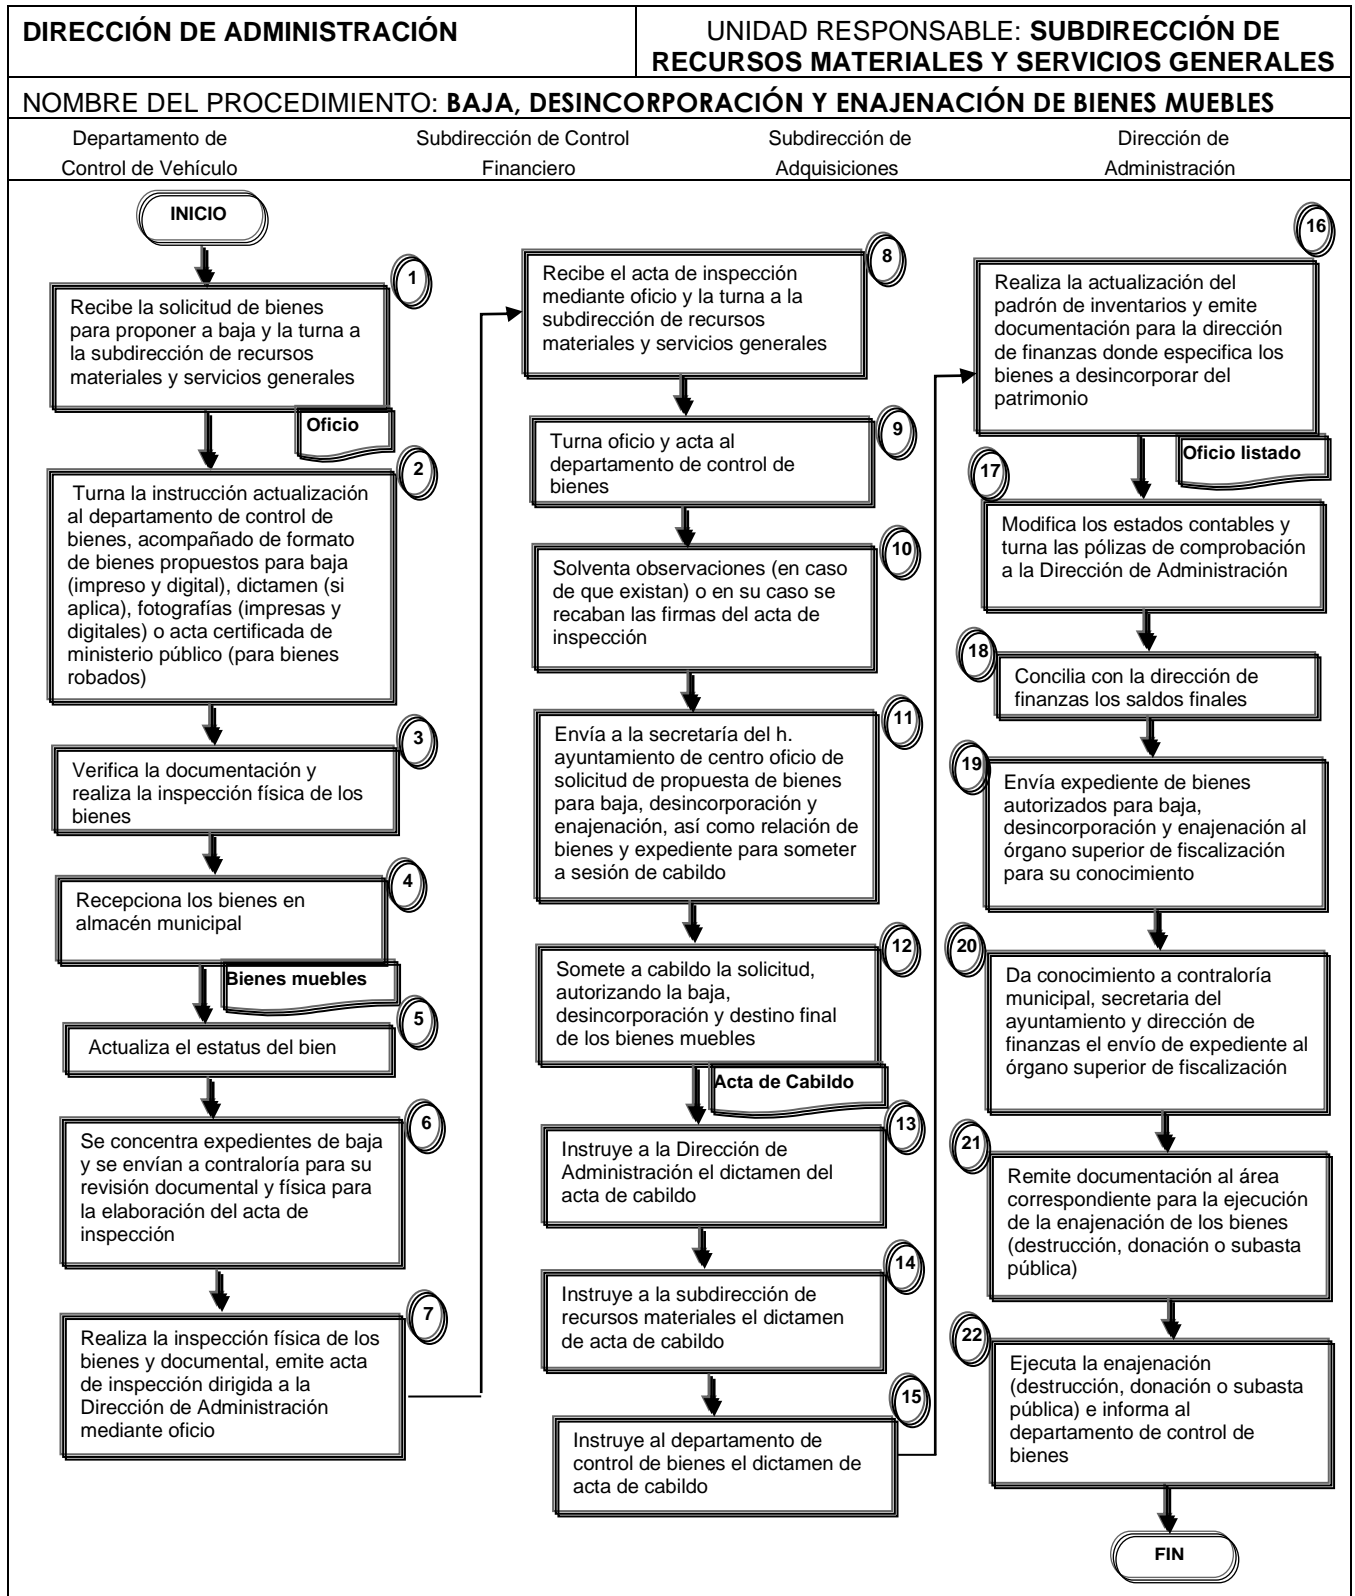 DIRECCIÓN DE ADMINISTRACIÓN
UNIDAD RESPONSABLE: SUBDIRECCIÓN DE
RECURSOS MATERIALES Y SERVICIOS GENERALES
NOMBRE DEL PROCEDIMIENTO: BAJA, DESINCORPORACIÓN Y ENAJENACIÓN DE BIENES MUEBLES
Departamento de
Control de Vehículo
Subdirección de Control
Financiero
Subdirección de
Adquisiciones
Dirección de
Administración
INICIO
1
Recibe la solicitud de bienes
para proponer a baja y la turna a
la subdirección de recursos
materiales y servicios generales
Oficio
2
Turna la instrucción actualización
al departamento de control de
bienes, acompañado de formato
de bienes propuestos para baja
(impreso y digital), dictamen (si
aplica), fotografías (impresas y
digitales) o acta certificada de
ministerio público (para bienes
robados)
3
Verifica la documentación y
realiza la inspección física de los
bienes
4
Recepciona los bienes en
almacén municipal
Bienes muebles
5
Actualiza el estatus del bien
6
Se concentra expedientes de baja
y se envían a contraloría para su
revisión documental y física para
la elaboración del acta de
inspección
7
Realiza la inspección física de los
bienes y documental, emite acta
de inspección dirigida a la
Dirección de Administración
mediante oficio
8
Recibe el acta de inspección
mediante oficio y la turna a la
subdirección de recursos
materiales y servicios generales
9
Turna oficio y acta al
departamento de control de
bienes
10
Solventa observaciones (en caso
de que existan) o en su caso se
recaban las firmas del acta de
inspección
11
Envía a la secretaría del h.
ayuntamiento de centro oficio de
solicitud de propuesta de bienes
para baja, desincorporación y
enajenación, así como relación de
bienes y expediente para someter
a sesión de cabildo
12
Somete a cabildo la solicitud,
autorizando la baja,
desincorporación y destino final
de los bienes muebles
Acta de Cabildo
13
Instruye a la Dirección de
Administración el dictamen del
acta de cabildo
14
Instruye a la subdirección de
recursos materiales el dictamen
de acta de cabildo
15
Instruye al departamento de
control de bienes el dictamen de
acta de cabildo
16
Realiza la actualización del
padrón de inventarios y emite
documentación para la dirección
de finanzas donde especifica los
bienes a desincorporar del
patrimonio
Oficio listado
17
Modifica los estados contables y
turna las pólizas de comprobación
a la Dirección de Administración
18
Concilia con la dirección de
finanzas los saldos finales
19
Envía expediente de bienes
autorizados para baja,
desincorporación y enajenación al
órgano superior de fiscalización
para su conocimiento
20
Da conocimiento a contraloría
municipal, secretaria del
ayuntamiento y dirección de
finanzas el envío de expediente al
órgano superior de fiscalización
21
Remite documentación al área
correspondiente para la ejecución
de la enajenación de los bienes
(destrucción, donación o subasta
pública)
22
Ejecuta la enajenación
(destrucción, donación o subasta
pública) e informa al
departamento de control de
bienes
FIN